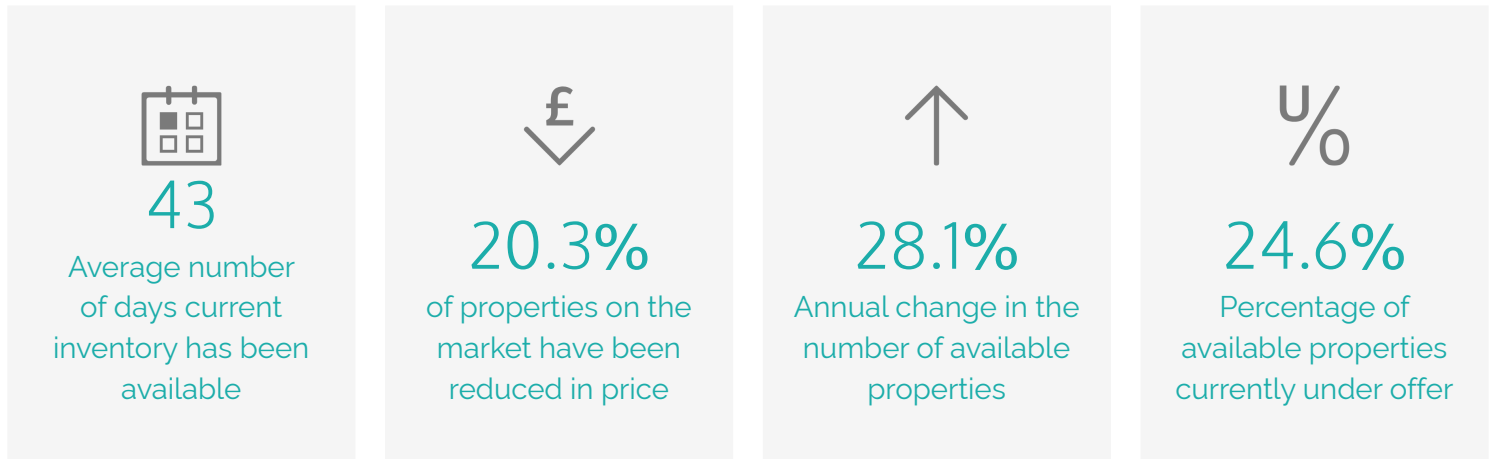 43
Average number
of days current
inventory has been
available
£
20.3%
of properties on the
market have been
reduced in price
28.1%
Annual change in the
number of available
properties
U%
24.6%
Percentage of
available properties
currently under offer